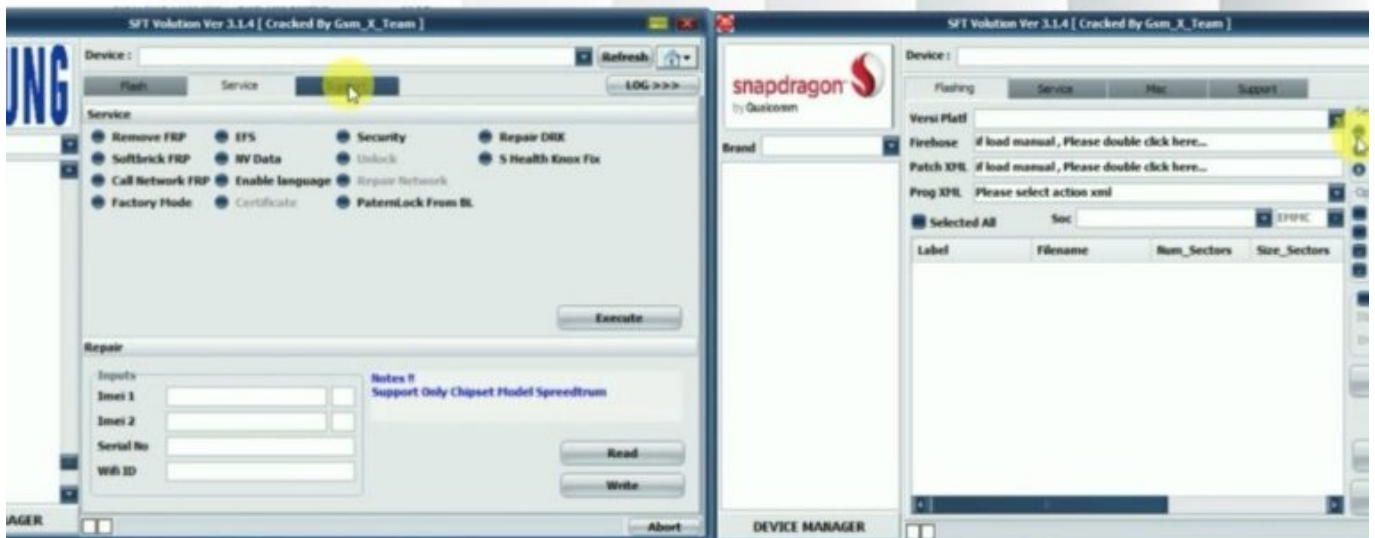 SFT Volution Ver 3.1.4 [ Cracked By Gsm_X_Team ]
UNG
Device :
Refresh
Flash
Service
LOG >>>
Service
Remove FRP
EFS
Security
Repair DRK
Softbrick FRP
NV Data
Unlock
S Health Knox Fix
Call Network FRP
Enable language
Repair Network
Factory Mode
Certificate
PaternLock From BL
Execute
Repair
Inputs
Imei 1
Imei 2
Serial No
Wifi ID
Notes !!
Support Only Chipset Model Spreedtrum
Read
Write
AGER
Abort
SFT Volution Ver 3.1.4 [ Cracked By Gsm_X_Team ]
snapdragon
by Qualcomm
Brand
DEVICE MANAGER
Device :
Flashing
Service
Misc
Support
Versi Platf
Firehose
if load manual , Please double click here...
Patch XML
if load manual , Please double click here...
Prog XML
Please select action xml
Selected All
Soc
EMMC
Label
Filename
Num_Sectors
Size_Sectors